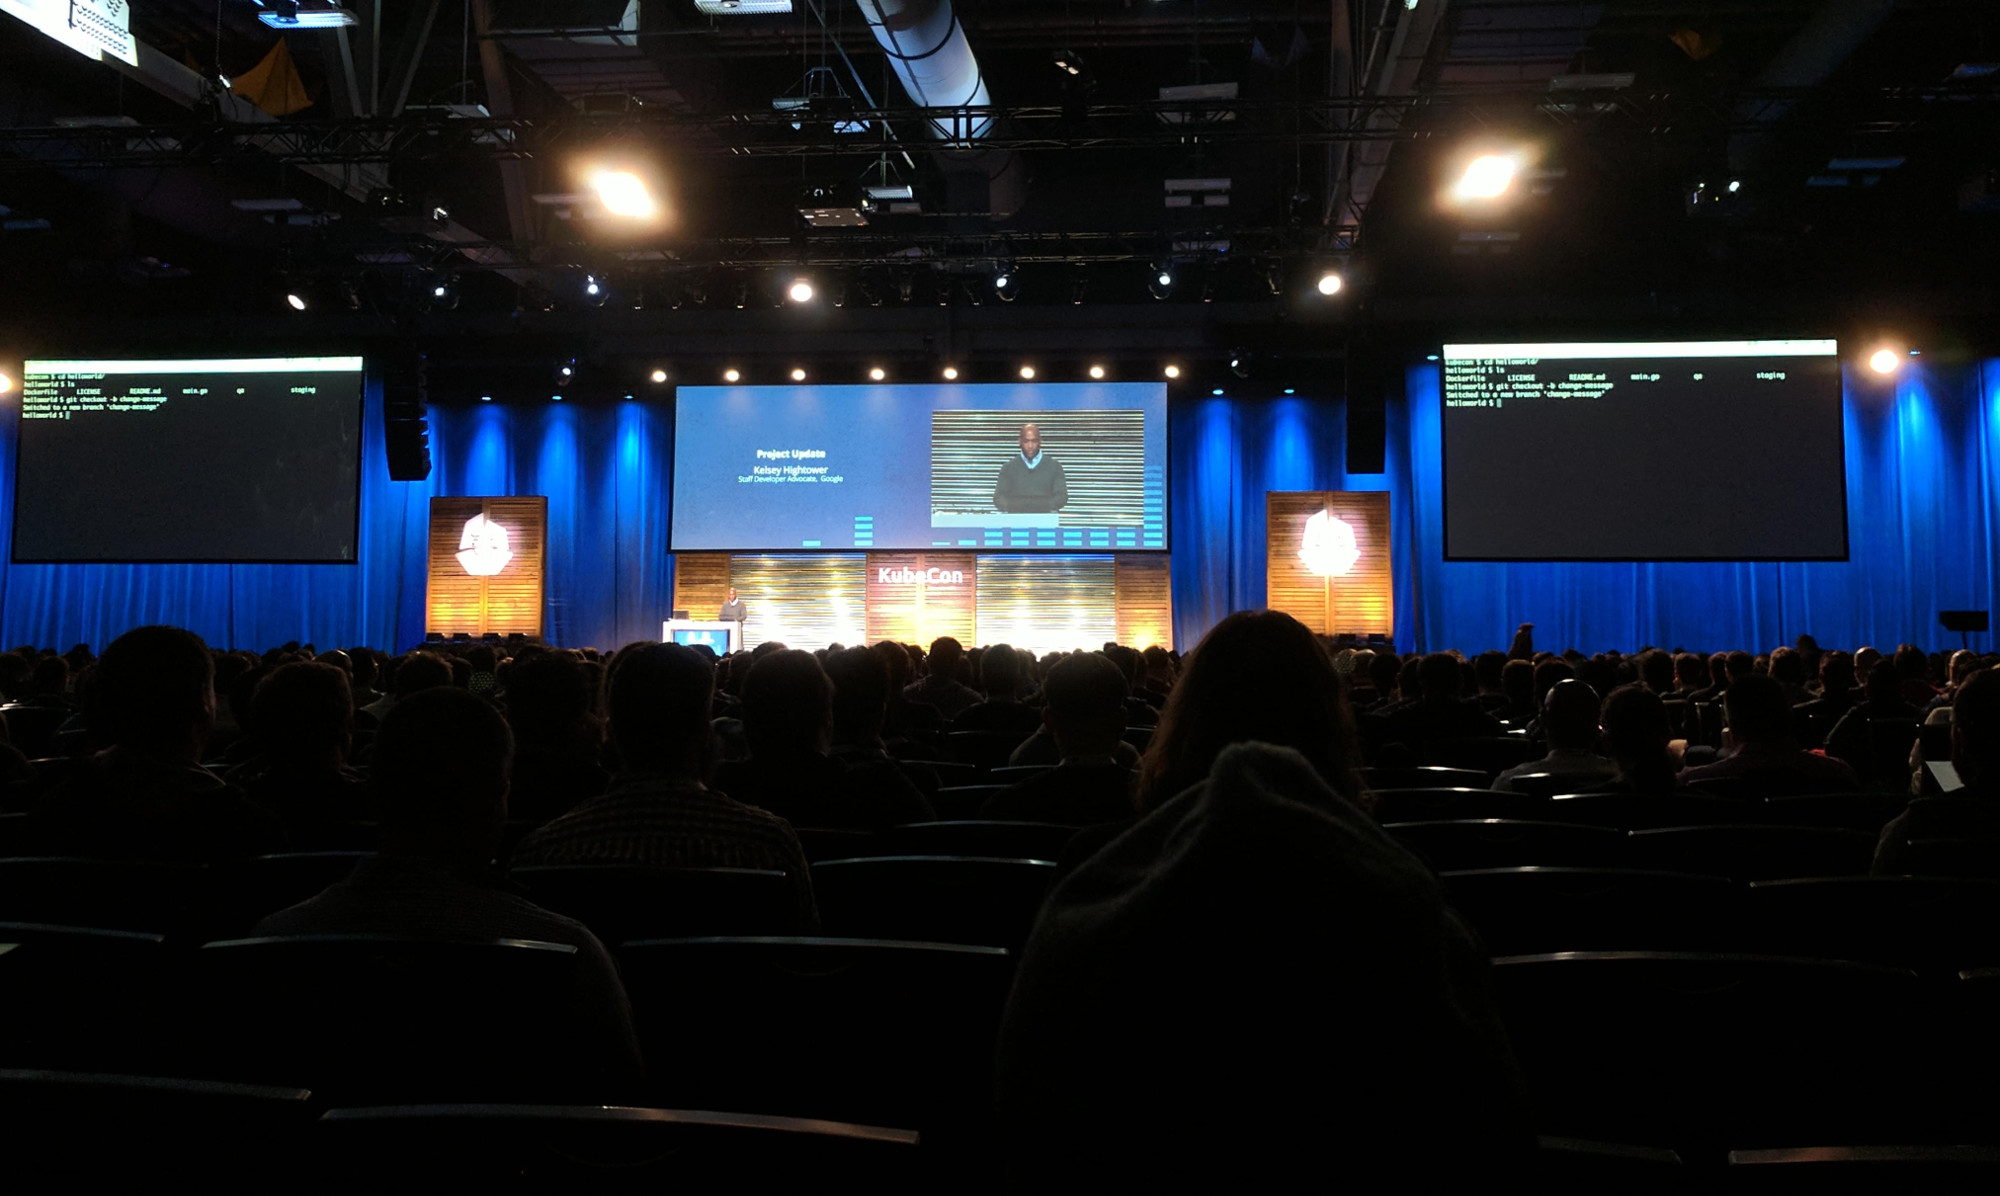 kubecon $ cd helloworld/
helloworld $ ls
Dockerfile LICENSE README.md main.go qa staging
helloworld $ git checkout -b change-message
Switched to a new branch "change-message"
helloworld $
Project Update
Kelsey Hightower
Staff Developer Advocate, Google
KubeCon
kubecon $ cd helloworld/
helloworld $ ls
Dockerfile LICENSE README.md main.go qa staging
helloworld $ git checkout -b change-message
Switched to a new branch "change-message"
helloworld $